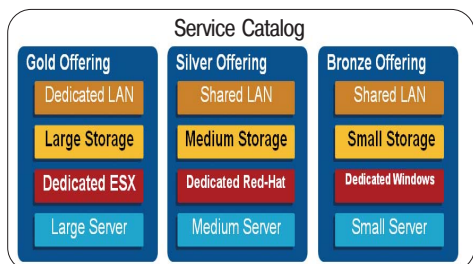 Service Catalog
Gold Offering
Dedicated LAN
Large Storage
Dedicated ESX
Large Server
Silver Offering
Shared LAN
Medium Storage
Dedicated Red-Hat
Medium Server
Bronze Offering
Shared LAN
Small Storage
Dedicated Windows
Small Server